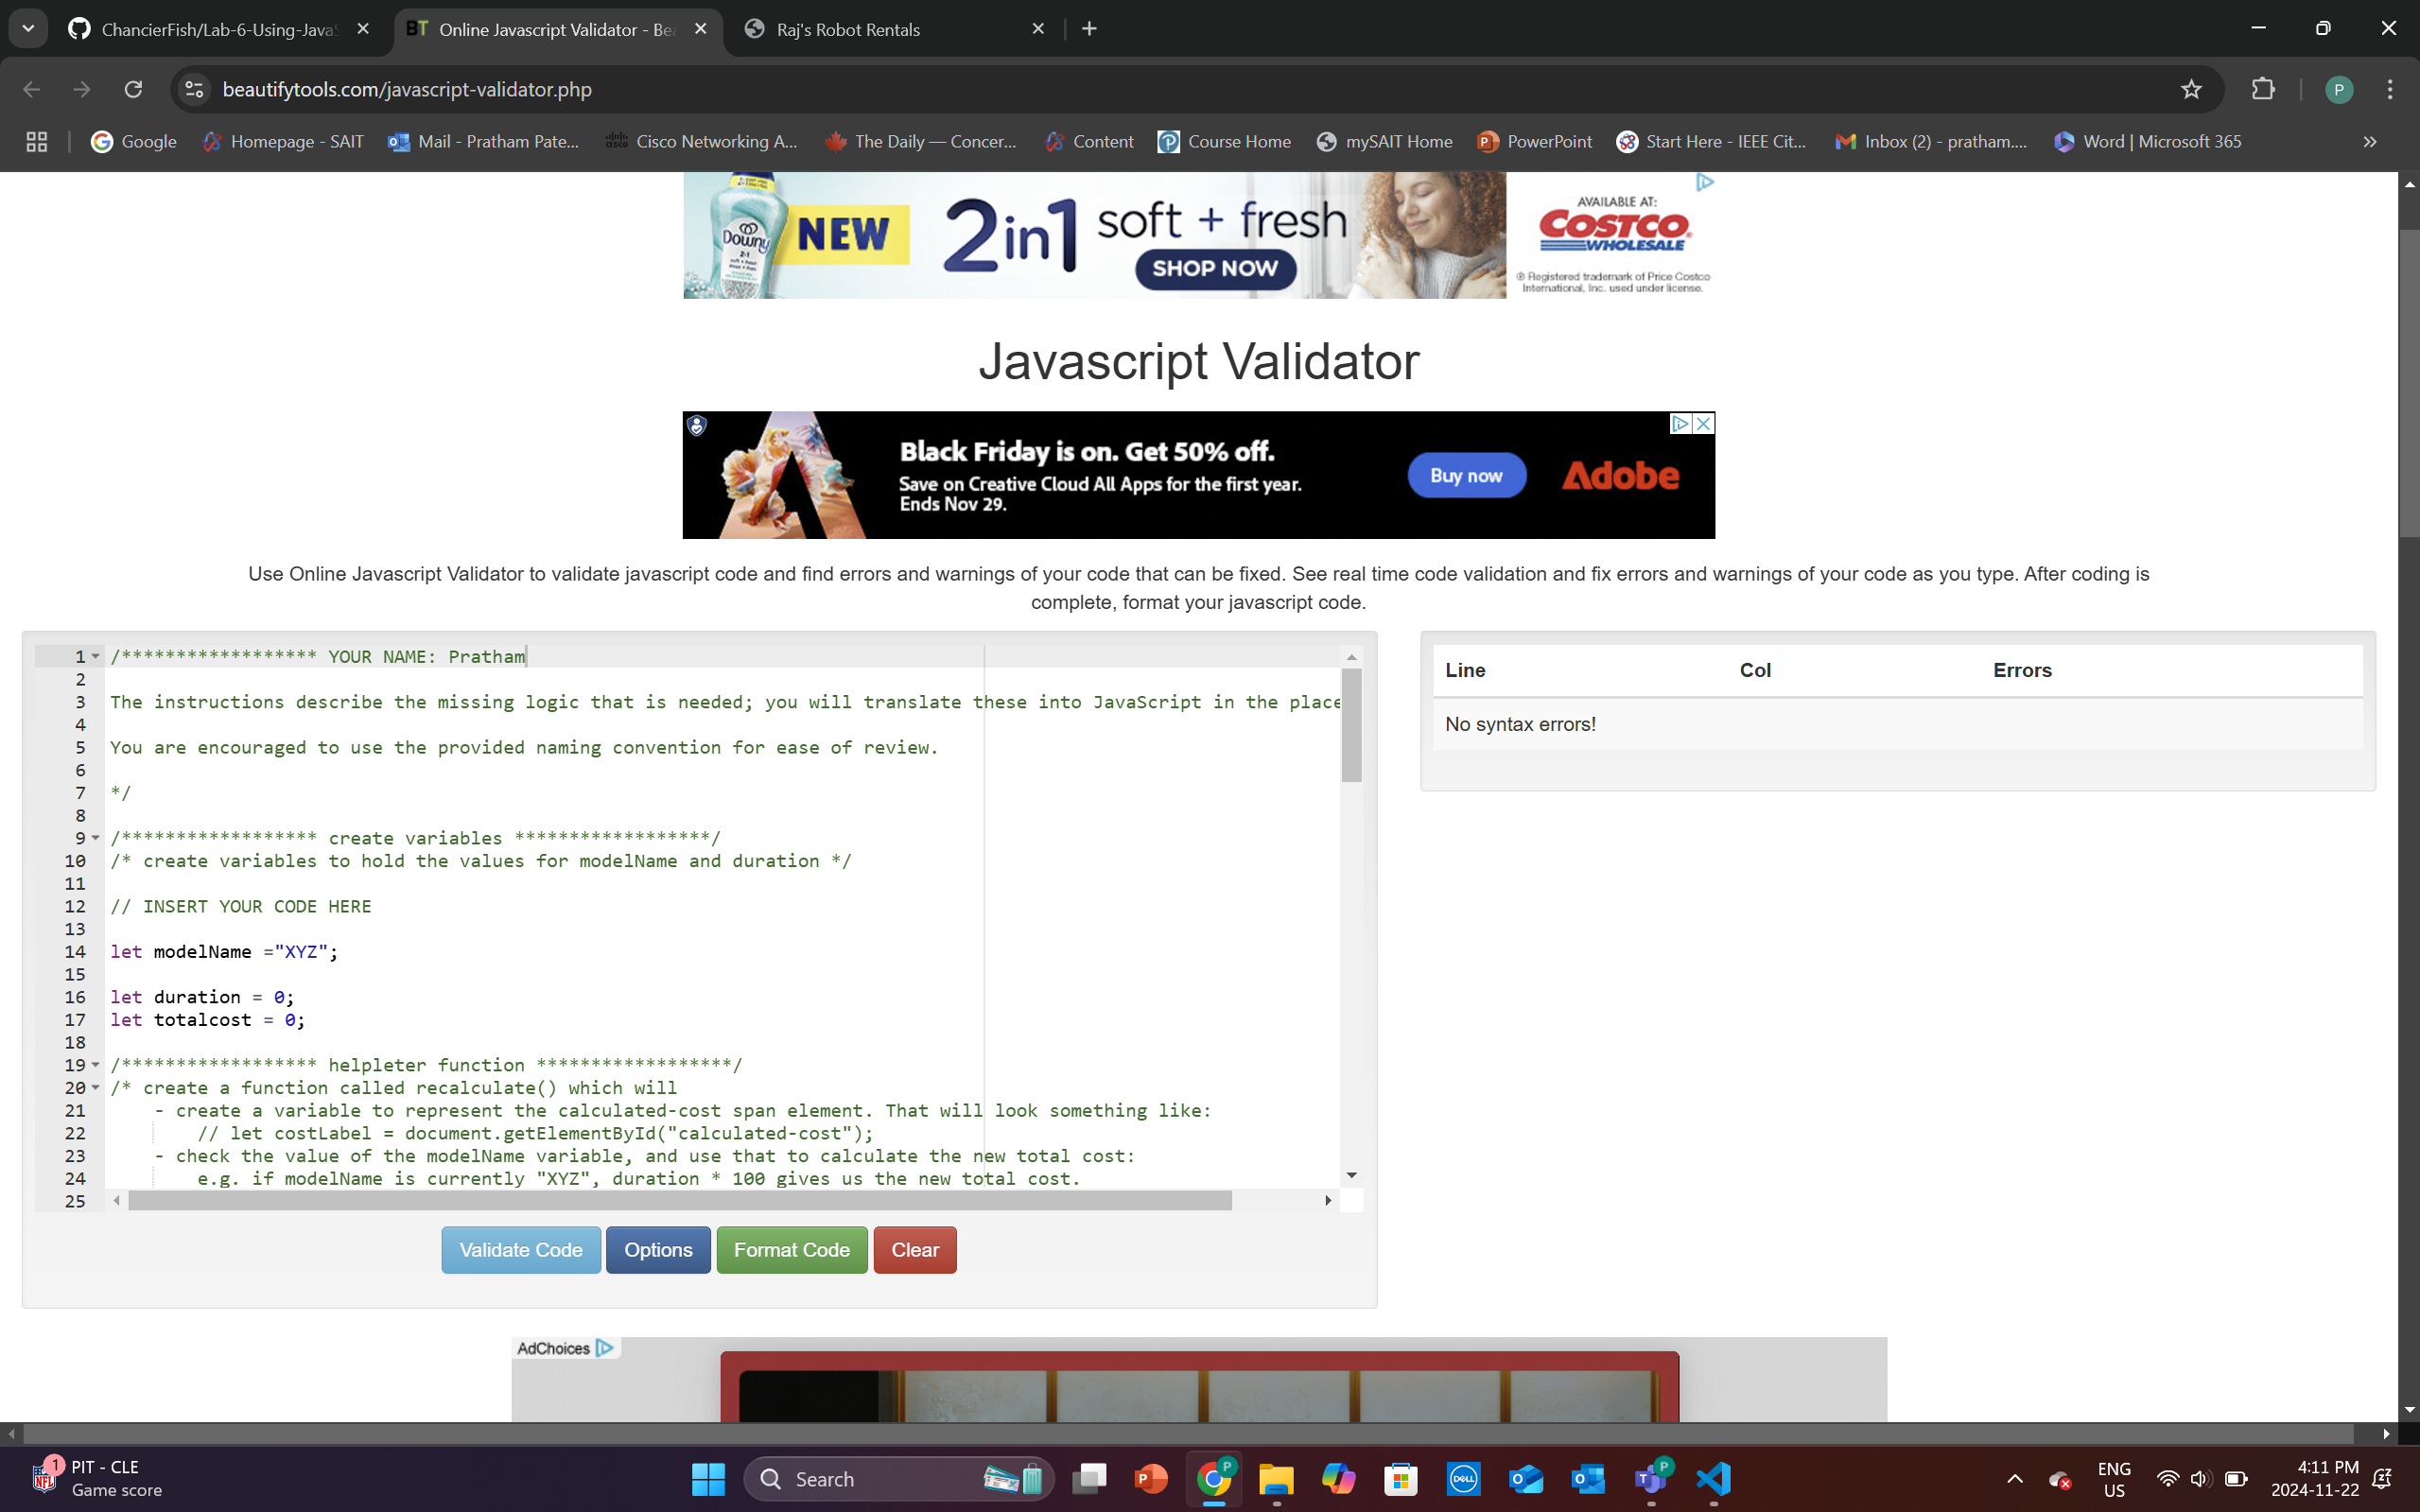 ChancierFish/Lab-6-Using-JavaS
BT Online Javascript Validator - Bea
Raj's Robot Rentals
beautifytools.com/javascript-validator.php
P
Google
Homepage - SAIT
Mail - Pratham Pate...
Cisco Networking A...
The Daily — Concer...
Content
Course Home
mySAIT Home
PowerPoint
Start Here - IEEE Cit...
Inbox (2) - pratham....
Word | Microsoft 365
Downy
NEW
2in1 soft + fresh
SHOP NOW
AVAILABLE AT:
COSTCO
WHOLESALE
® Registered trademark of Price Costco
International, Inc. used under license.
Javascript Validator
Black Friday is on. Get 50% off.
Save on Creative Cloud All Apps for the first year.
Ends Nov 29.
Buy now
Adobe
Use Online Javascript Validator to validate javascript code and find errors and warnings of your code that can be fixed. See real time code validation and fix errors and warnings of your code as you type. After coding is
complete, format your javascript code.
1 /****************** YOUR NAME: Pratham
2
3 The instructions describe the missing logic that is needed; you will translate these into JavaScript in the place
4
5 You are encouraged to use the provided naming convention for ease of review.
6
7 */
8
9 /****************** create variables ******************/
10 /* create variables to hold the values for modelName and duration */
11
12 // INSERT YOUR CODE HERE
13
14 let modelName ="XYZ";
15
16 let duration = 0;
17 let totalcost = 0;
18
19 /****************** helpleter function ******************/
20 /* create a function called recalculate() which will
21 - create a variable to represent the calculated-cost span element. That will look something like:
22 // let costLabel = document.getElementById("calculated-cost");
23 - check the value of the modelName variable, and use that to calculate the new total cost:
24 e.g. if modelName is currently "XYZ", duration * 100 gives us the new total cost.
25
Line Col Errors
No syntax errors!
Validate Code
Options
Format Code
Clear
AdChoices
1
NFL
PIT - CLE
Game score
Search
ENG
US
4:11 PM
2024-11-22